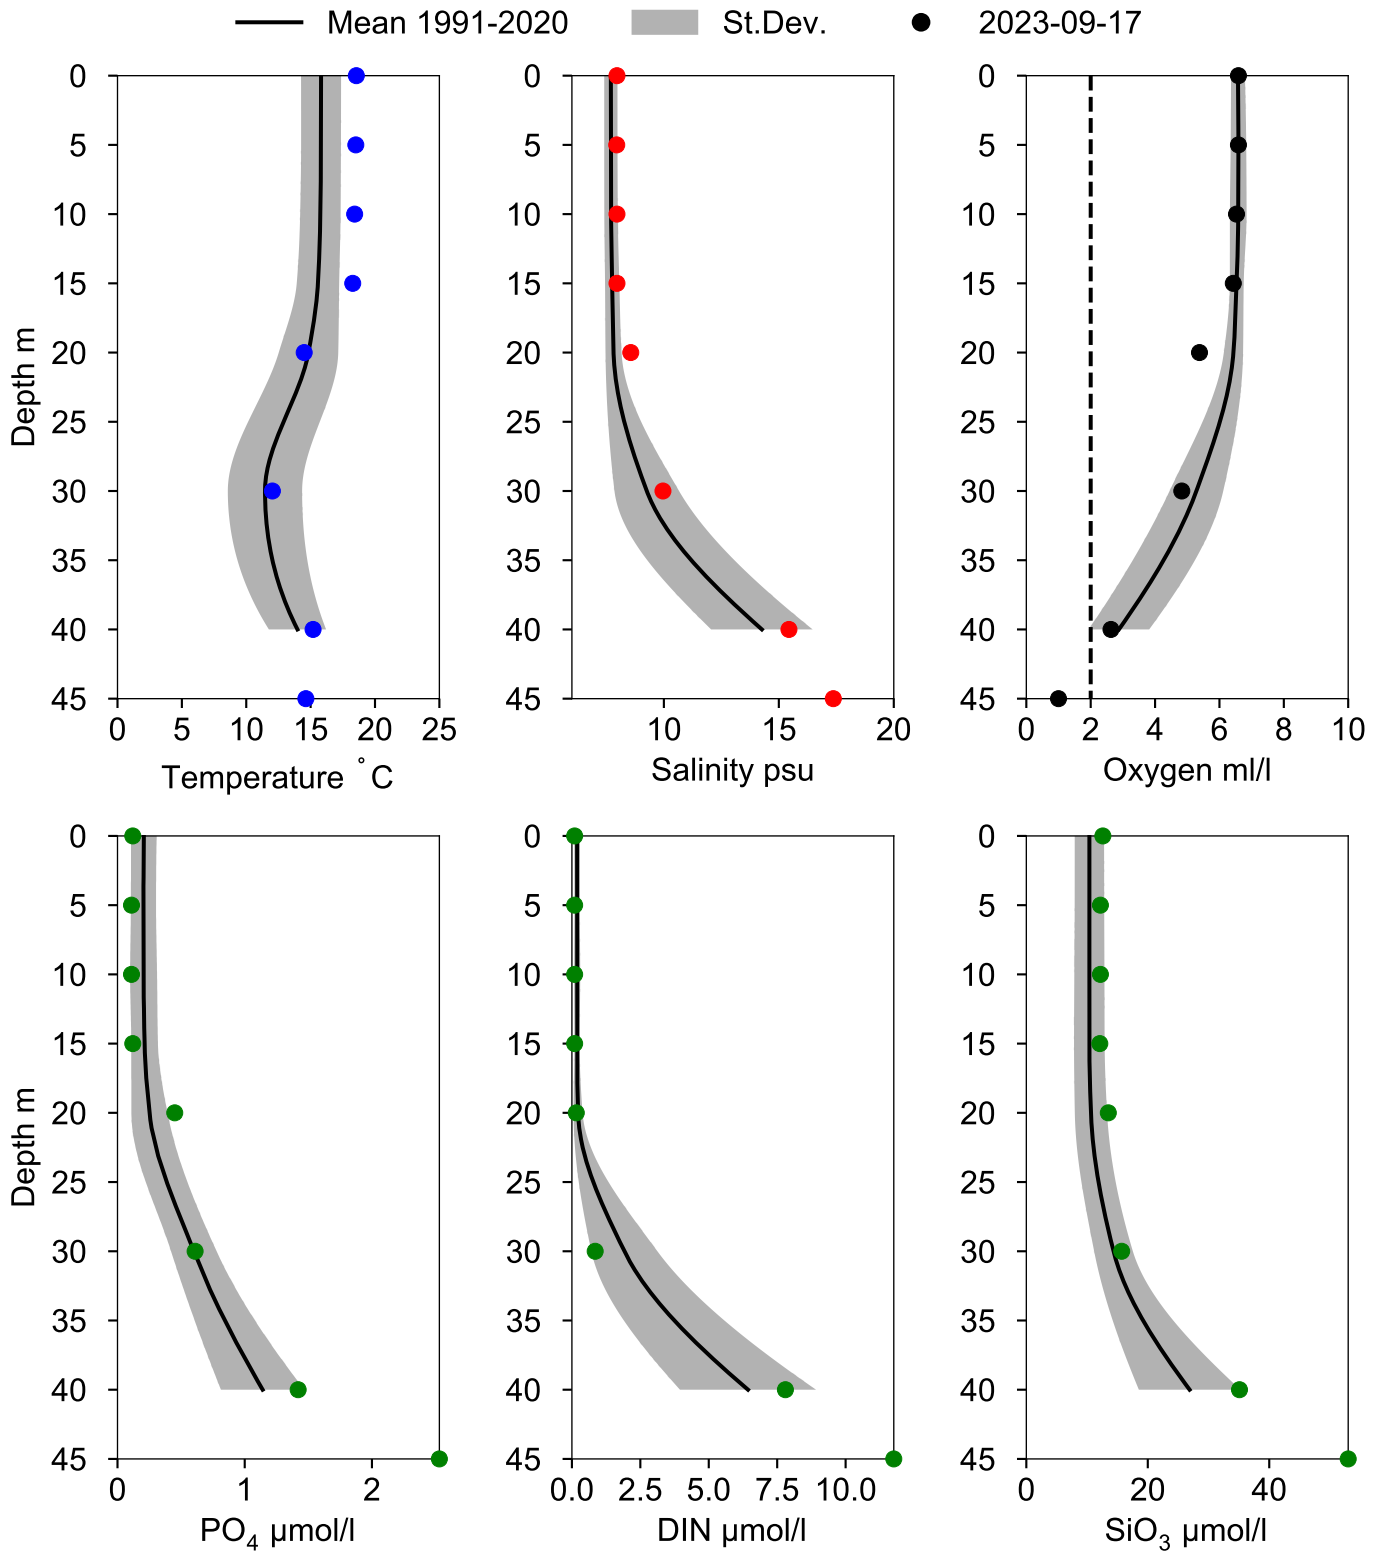 Mean 1991-2020 St.Dev. 2023-09-17
0 0 0
5 5 5
10 10 10
15 15 15
20 20 20
25 25 25
30 30 30
35 35 35
40 40 40
45 45 45
Depth m
0 5 10 15 20 25 10 15 20 0 2 4 6 8 10
Temperature °C Salinity psu Oxygen ml/l
0 0 0
5 5 5
10 10 10
15 15 15
20 20 20
25 25 25
30 30 30
35 35 35
40 40 40
45 45 45
Depth m
0 1 2 0.0 2.5 5.0 7.5 10.0 0 20 40
PO₄ µmol/l DIN µmol/l SiO₃ µmol/l